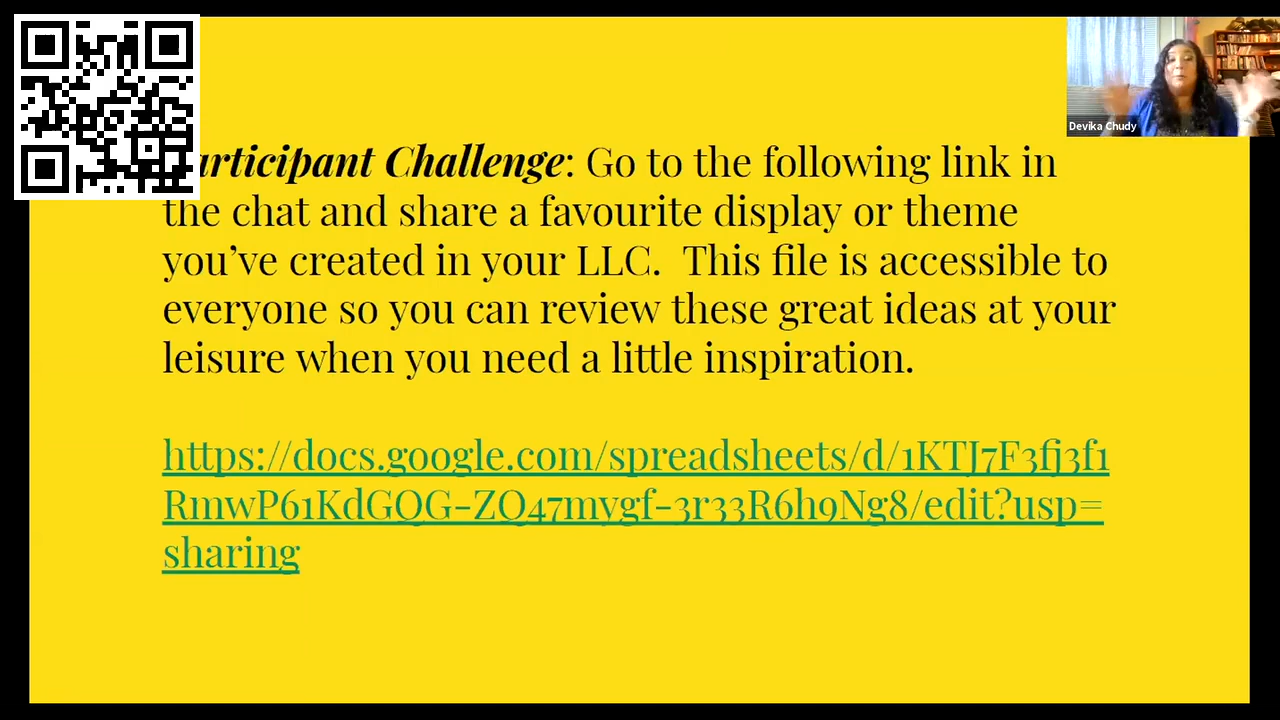 Devika Chudy
articipant Challenge: Go to the following link in
the chat and share a favourite display or theme
you’ve created in your LLC.  This file is accessible to
everyone so you can review these great ideas at your
leisure when you need a little inspiration.
https://docs.google.com/spreadsheets/d/1KTJ7F3fj3f1
RmwP61KdGQG-ZQ47mygf-3r33R6h9Ng8/edit?usp=
sharing